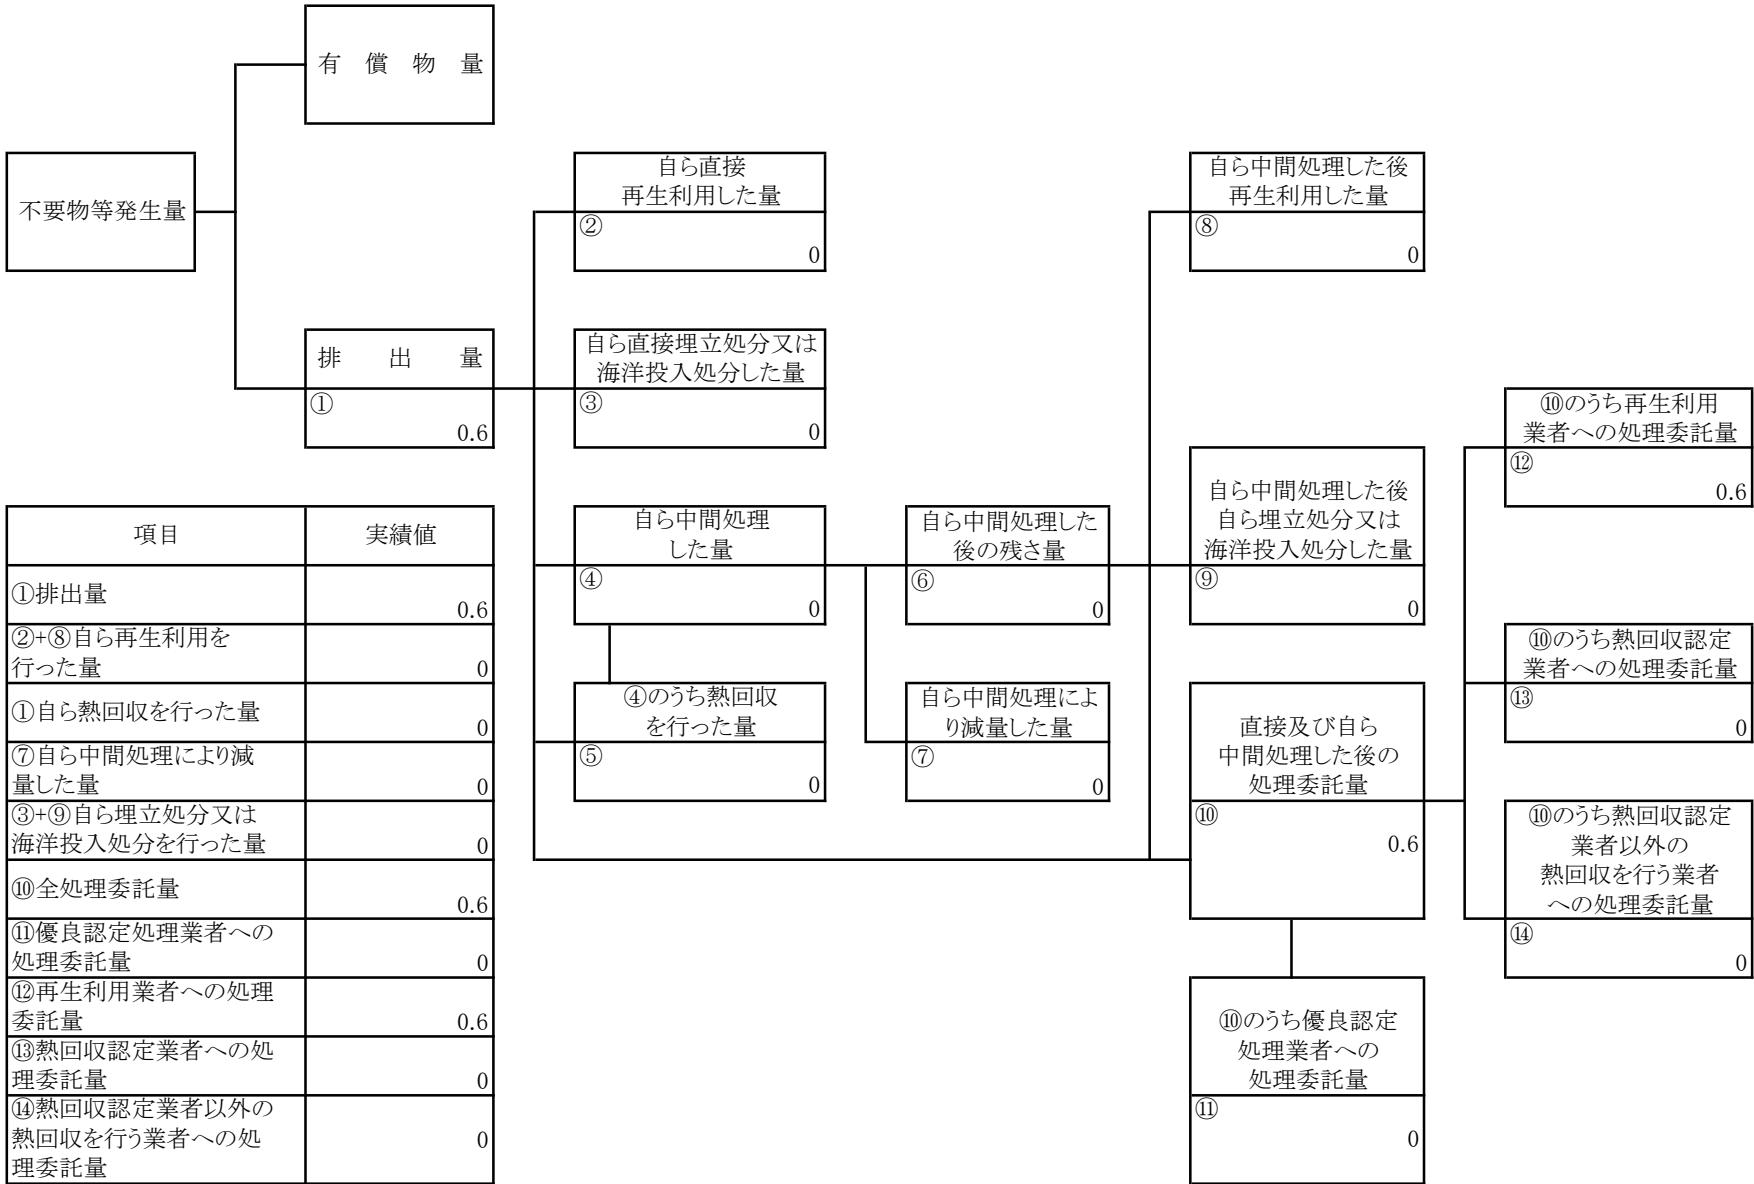 有　償　物　量
不要物等発生量
自ら直接
再生利用した量
②
0
自ら中間処理した後
再生利用した量
⑧
0
排　出　量
①
0.6
自ら直接埋立処分又は
海洋投入処分した量
③
0
⑩のうち再生利用
業者への処理委託量
⑫
0.6
自ら中間処理
した量
④
0
自ら中間処理した
後の残さ量
⑥
0
自ら中間処理した後
自ら埋立処分又は
海洋投入処分した量
⑨
0
⑩のうち熱回収認定
業者への処理委託量
⑬
0
④のうち熱回収
を行った量
⑤
0
自ら中間処理によ
り減量した量
⑦
0
直接及び自ら
中間処理した後の
処理委託量
⑩
0.6
⑩のうち熱回収認定
業者以外の
熱回収を行う業者
への処理委託量
⑭
0
⑩のうち優良認定
処理業者への
処理委託量
⑪
0
項目 実績値
①排出量
0.6
②+⑧自ら再生利用を
行った量 0
①自ら熱回収を行った量
0
⑦自ら中間処理により減
量した量 0
③+⑨自ら埋立処分又は
海洋投入処分を行った量 0
⑩全処理委託量
0.6
⑪優良認定処理業者への
処理委託量 0
⑫再生利用業者への処理
委託量 0.6
⑬熱回収認定業者への処
理委託量 0
⑭熱回収認定業者以外の
熱回収を行う業者への処 0
理委託量